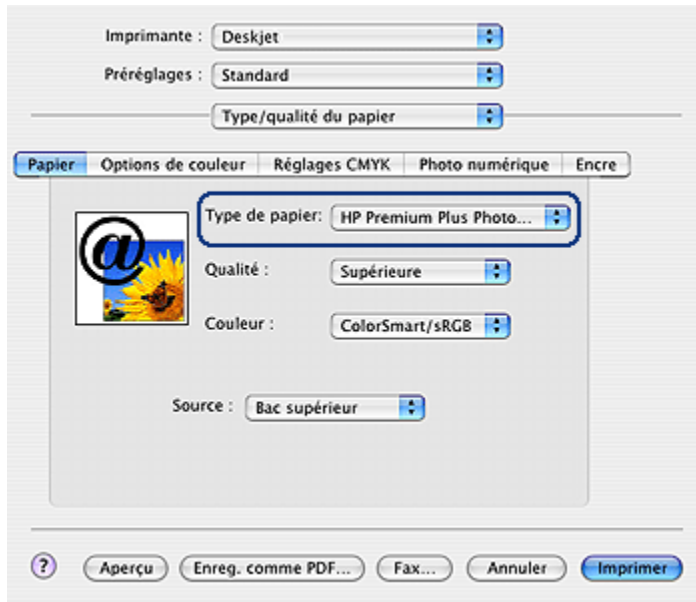 Imprimante : Deskjet
Préréglages : Standard
Type/qualité du papier
Papier Options de couleur Réglages CMYK Photo numérique Encre
@
Type de papier: HP Premium Plus Photo...
Qualité : Supérieure
Couleur : ColorSmart/sRGB
Source : Bac supérieur
? Aperçu Enreg. comme PDF... Fax... Annuler Imprimer